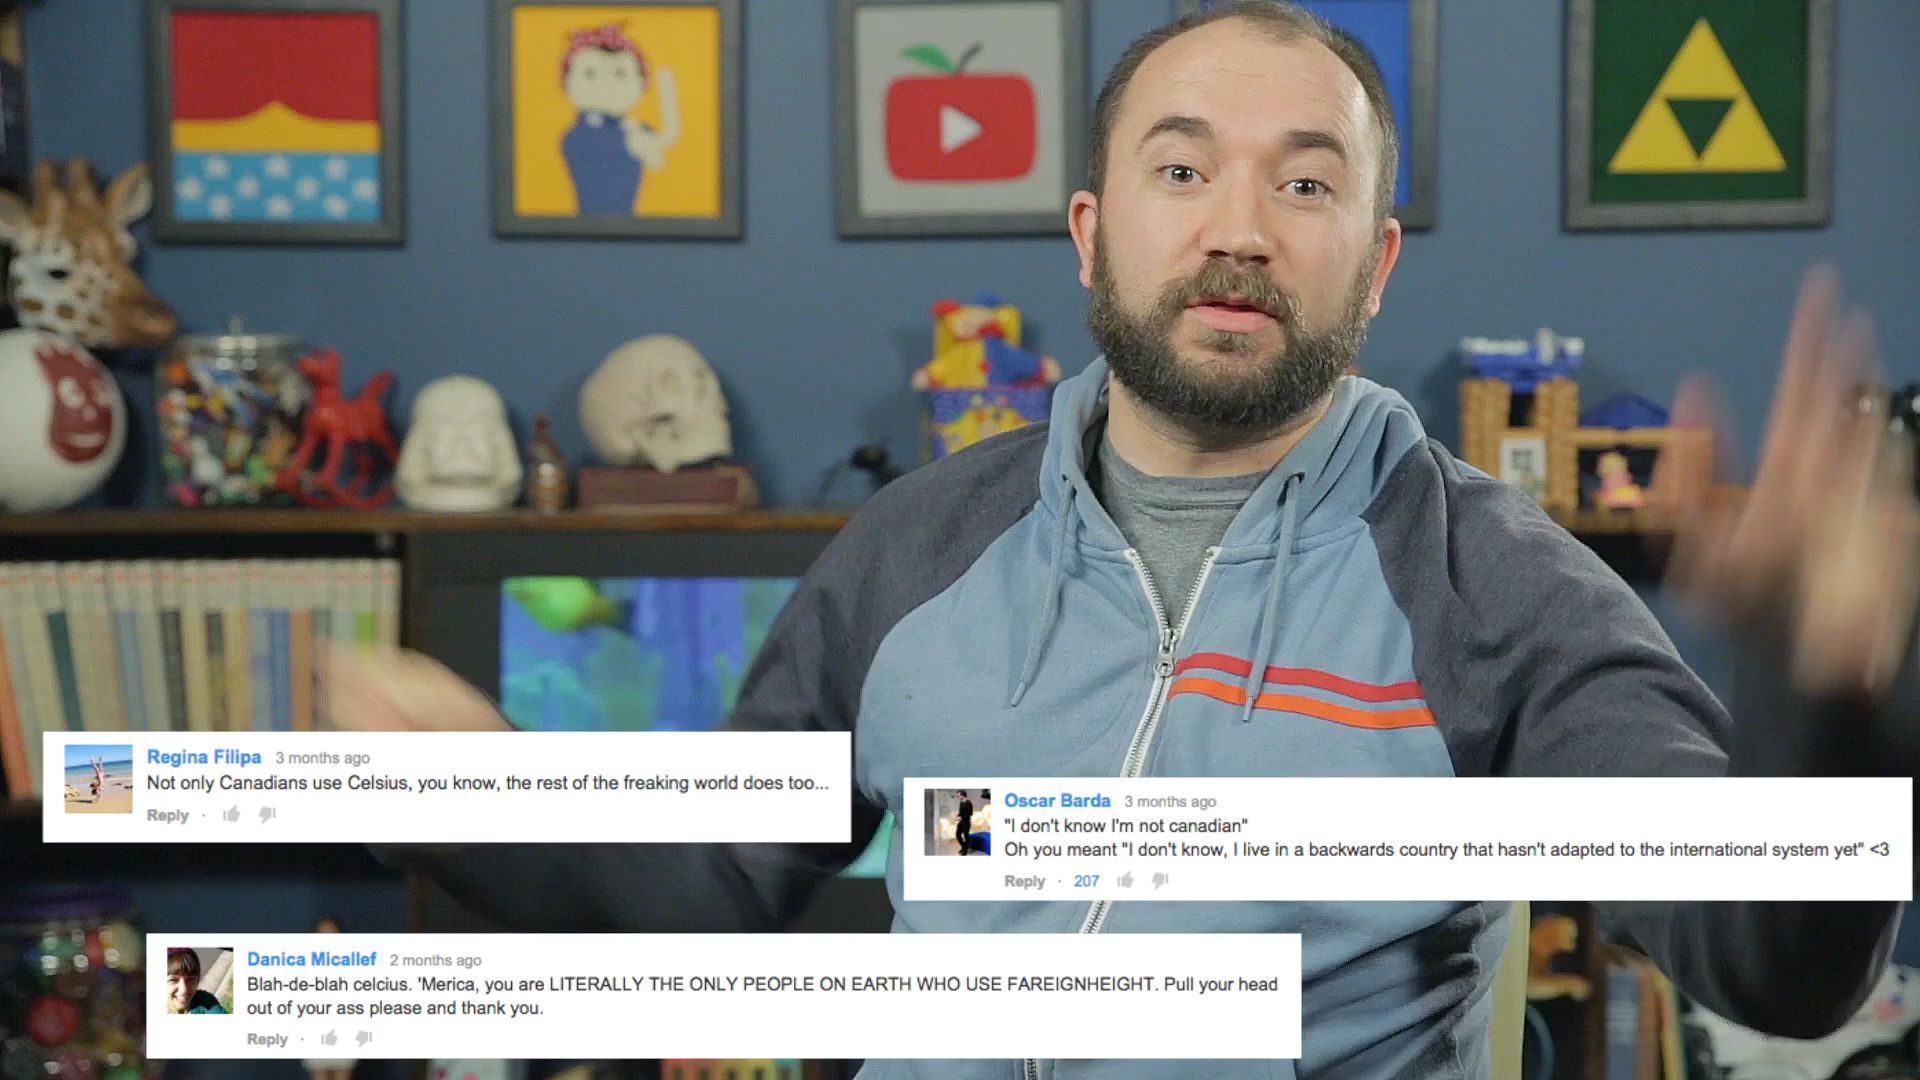 Regina Filipa 3 months ago
Not only Canadians use Celsius, you know, the rest of the freaking world does too...
Reply ·
Oscar Barda 3 months ago
"I don't know I'm not canadian"
Oh you meant "I don't know, I live in a backwards country that hasn't adapted to the international system yet" <3
Reply · 207
Danica Micallef 2 months ago
Blah-de-blah celcius. 'Merica, you are LITERALLY THE ONLY PEOPLE ON EARTH WHO USE FAREIGNHEIGHT. Pull your head
out of your ass please and thank you.
Reply ·